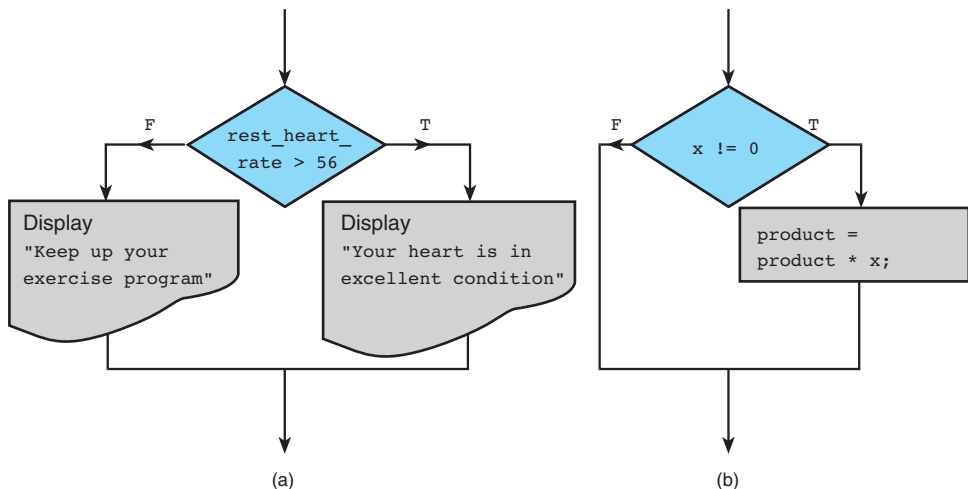 F
T
rest_heart_
rate > 56
Display
"Keep up your
exercise program"
Display
"Your heart is in
excellent condition"
(a)
F
T
x != 0
product =
product * x;
(b)